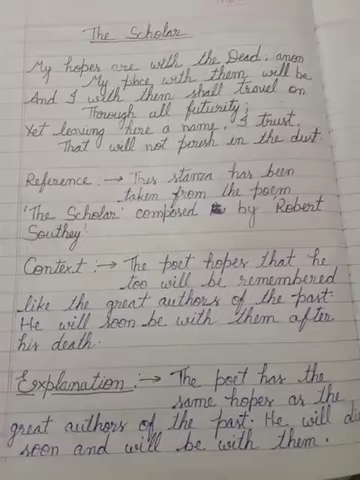 The Scholar
My hopes are with the Dead, anon
My place with them will be
And I with them shall travel on
Through all futurity;
Yet leaving here a name, I trust,
That will not perish in the dust.
Reference :→ This stanza has been
taken from the poem
'The Scholar' composed by 'Robert
Southey'
Context :→ The poet hopes that he
too will be remembered
like the great authors of the past.
He will soon be with them after
his death.
Explanation :→ The poet has the
same hopes as the
great authors of the past. He will die
soon and will be with them.